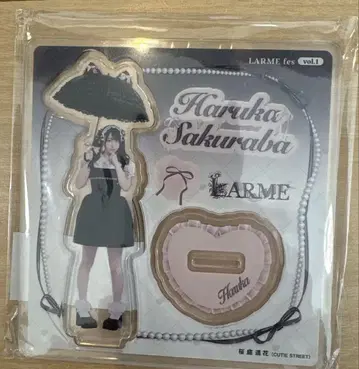 LARME fes vol.1
Haruka
Sakuraba
LARME
Haruka
桜庭遥花(CUTIE STREET)